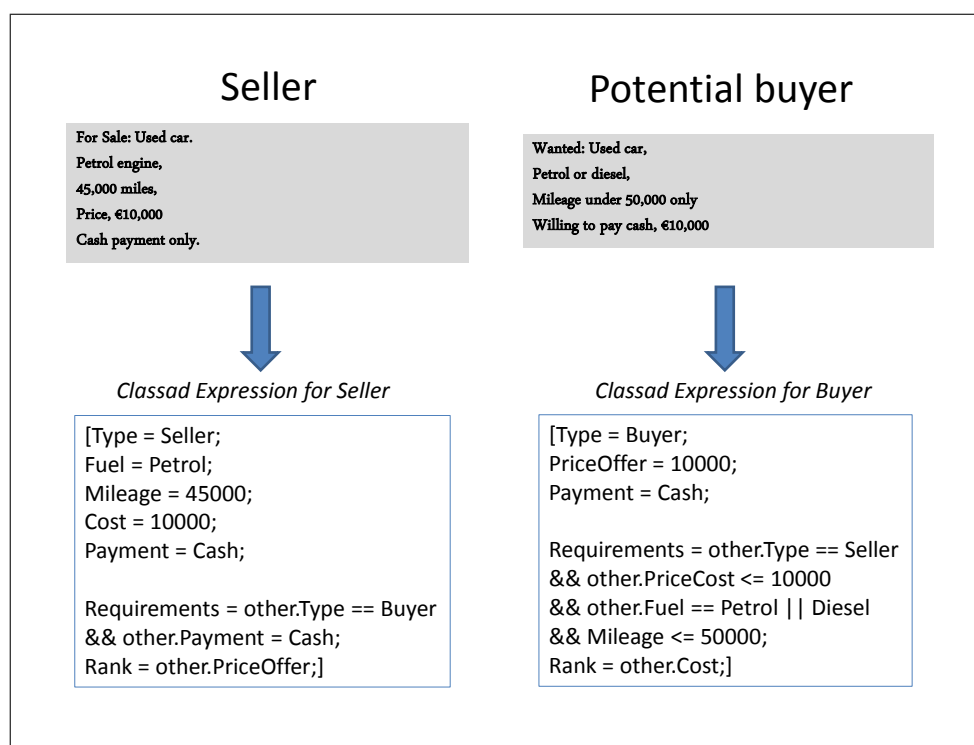 Seller
For Sale: Used car.
Petrol engine,
45,000 miles,
Price, €10,000
Cash payment only.
Classad Expression for Seller
[Type = Seller;
Fuel = Petrol;
Mileage = 45000;
Cost = 10000;
Payment = Cash;
Requirements = other.Type == Buyer
&& other.Payment = Cash;
Rank = other.PriceOffer;]
Potential buyer
Wanted: Used car,
Petrol or diesel,
Mileage under 50,000 only
Willing to pay cash, €10,000
Classad Expression for Buyer
[Type = Buyer;
PriceOffer = 10000;
Payment = Cash;
Requirements = other.Type == Seller
&& other.PriceCost <= 10000
&& other.Fuel == Petrol || Diesel
&& Mileage <= 50000;
Rank = other.Cost;]